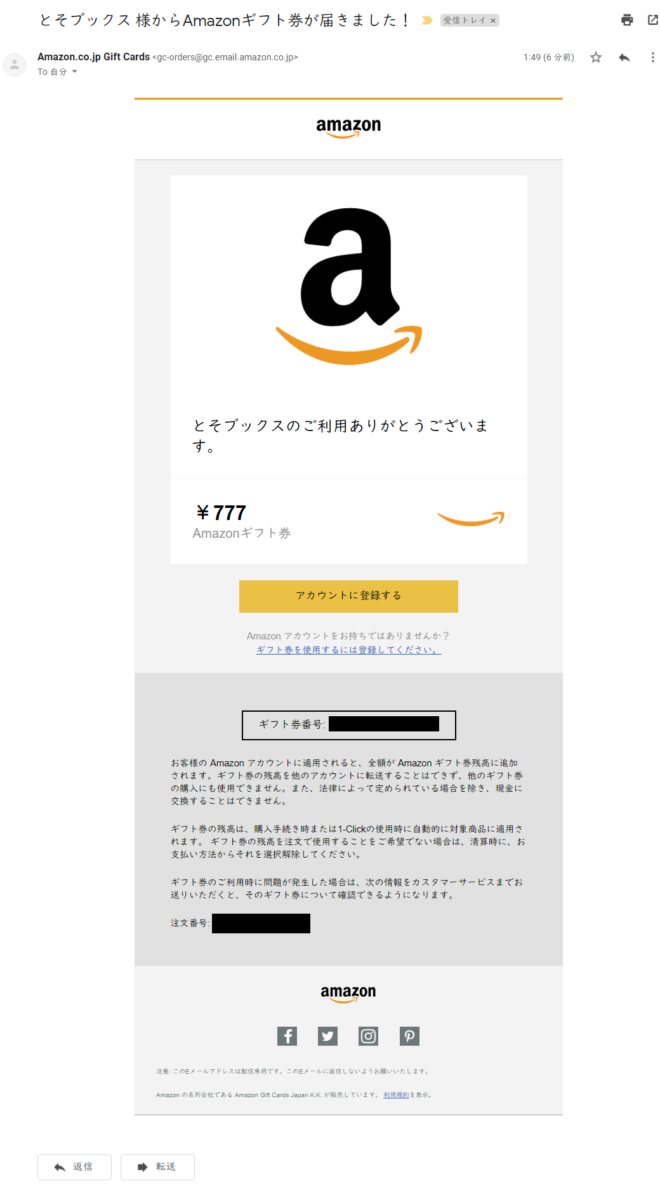 とそブックス 様からAmazonギフト券が届きました！ 受信トレイ ×
Amazon.co.jp Gift Cards <gc-orders@gc.email.amazon.co.jp> 1:49 (6 分前)
To 自分
amazon
a
とそブックスのご利用ありがとうございま
す。
￥777
Amazonギフト券
アカウントに登録する
Amazon アカウントをお持ちではありませんか？
ギフト券を使用するには登録してください。
ギフト券番号:
お客様の Amazon アカウントに適用されると、全額が Amazon ギフト券残高に追加
されます。ギフト券の残高を他のアカウントに転送することはできず、他のギフト券
の購入にも使用できません。また、法律によって定められている場合を除き、現金に
交換することはできません。
ギフト券の残高は、購入手続き時または1-Clickの使用時に自動的に対象商品に適用さ
れます。 ギフト券の残高を注文で使用することをご希望でない場合は、清算時に、お
支払い方法からそれを選択解除してください。
ギフト券のご利用時に問題が発生した場合は、次の情報をカスタマーサービスまでお
送りいただくと、そのギフト券について確認できるようになります。
注文番号:
amazon
注意: このEメールアドレスは配信専用です。このEメールに返信しないようお願いいたします。
Amazon の系列会社である Amazon Gift Cards Japan K.K. が販売しています。 利用規約を表示。
返信 転送